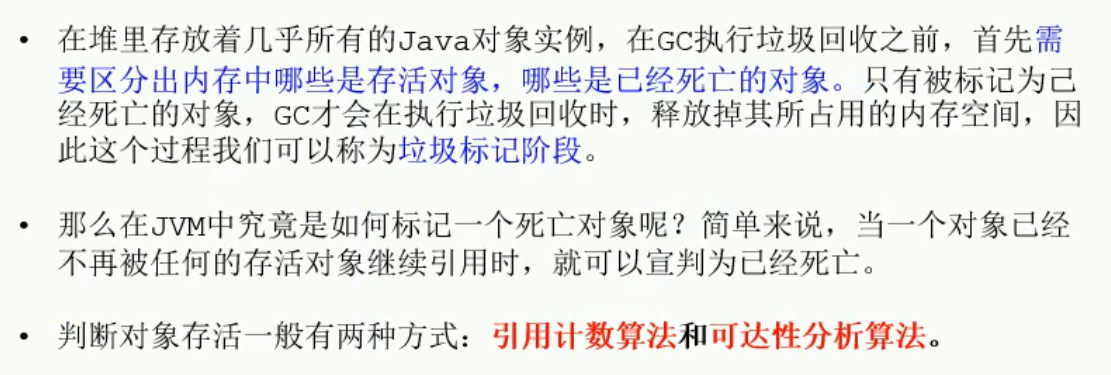 • 在堆里存放着几乎所有的Java对象实例，在GC执行垃圾回收之前，首先需
要区分出内存中哪些是存活对象，哪些是已经死亡的对象。只有被标记为己
经死亡的对象，GC才会在执行垃圾回收时，释放掉其所占用的内存空间，因
此这个过程我们可以称为垃圾标记阶段。
• 那么在JVM中究竟是如何标记一个死亡对象呢？简单来说，当一个对象已经
不再被任何的存活对象继续引用时，就可以宣判为已经死亡。
• 判断对象存活一般有两种方式：引用计数算法和可达性分析算法。